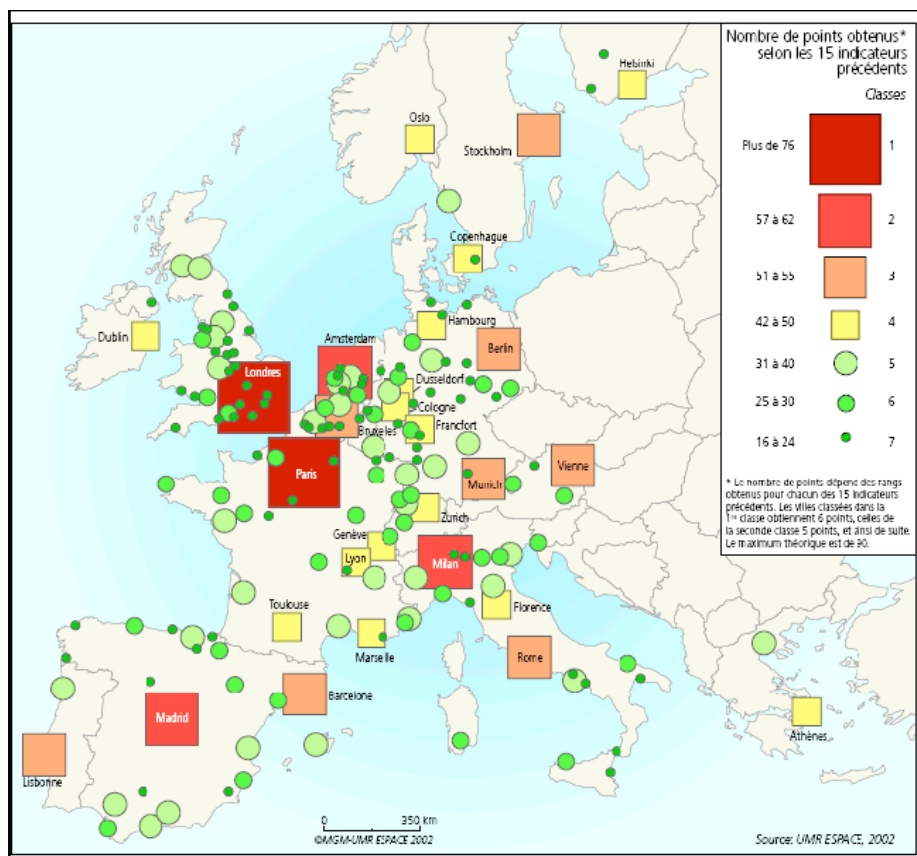 Nombre de points obtenus*
selon les 15 indicateurs
précédents
Classes
Plus de 76
1
57 à 62
2
51 à 55
3
42 à 50
4
31 à 40
5
25 à 30
6
16 à 24
7
* Le nombre de points dépend des rangs
obtenus pour chacun des 15 indicateurs
précédents. Les villes classées dans la
1re classe obtiennent 6 points, celles de
la seconde classe 5 points, et ainsi de suite.
Le maximum théorique est de 90.
Helsinki
Oslo
Stockholm
Copenhague
Dublin
Hambourg
Amsterdam
Berlin
Londres
Dusseldorf
Cologne
Bruxelles
Francfort
Paris
Munich
Vienne
Zurich
Genève
Lyon
Milan
Toulouse
Florence
Marseille
Rome
Barcelone
Madrid
Lisbonne
Athènes
0 350 km
©MGM-UMR ESPACE 2002
Source: UMR ESPACE, 2002